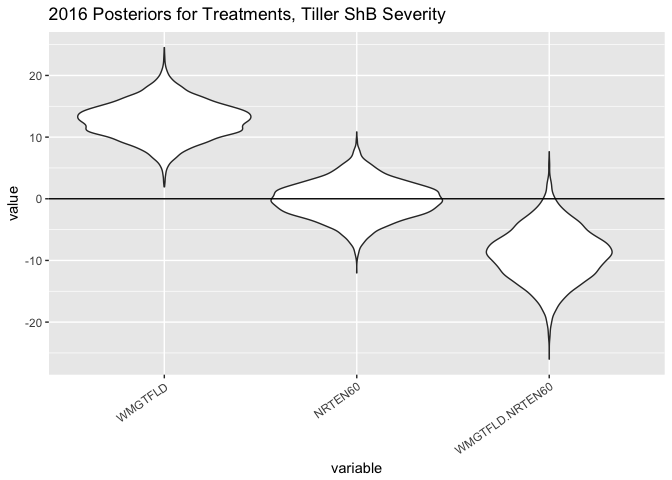 2016 Posteriors for Treatments, Tiller ShB Severity
20
10
0
-10
-20
value
WMGTFLD
NRTEN60
WMGTFLD.NRTEN60
variable